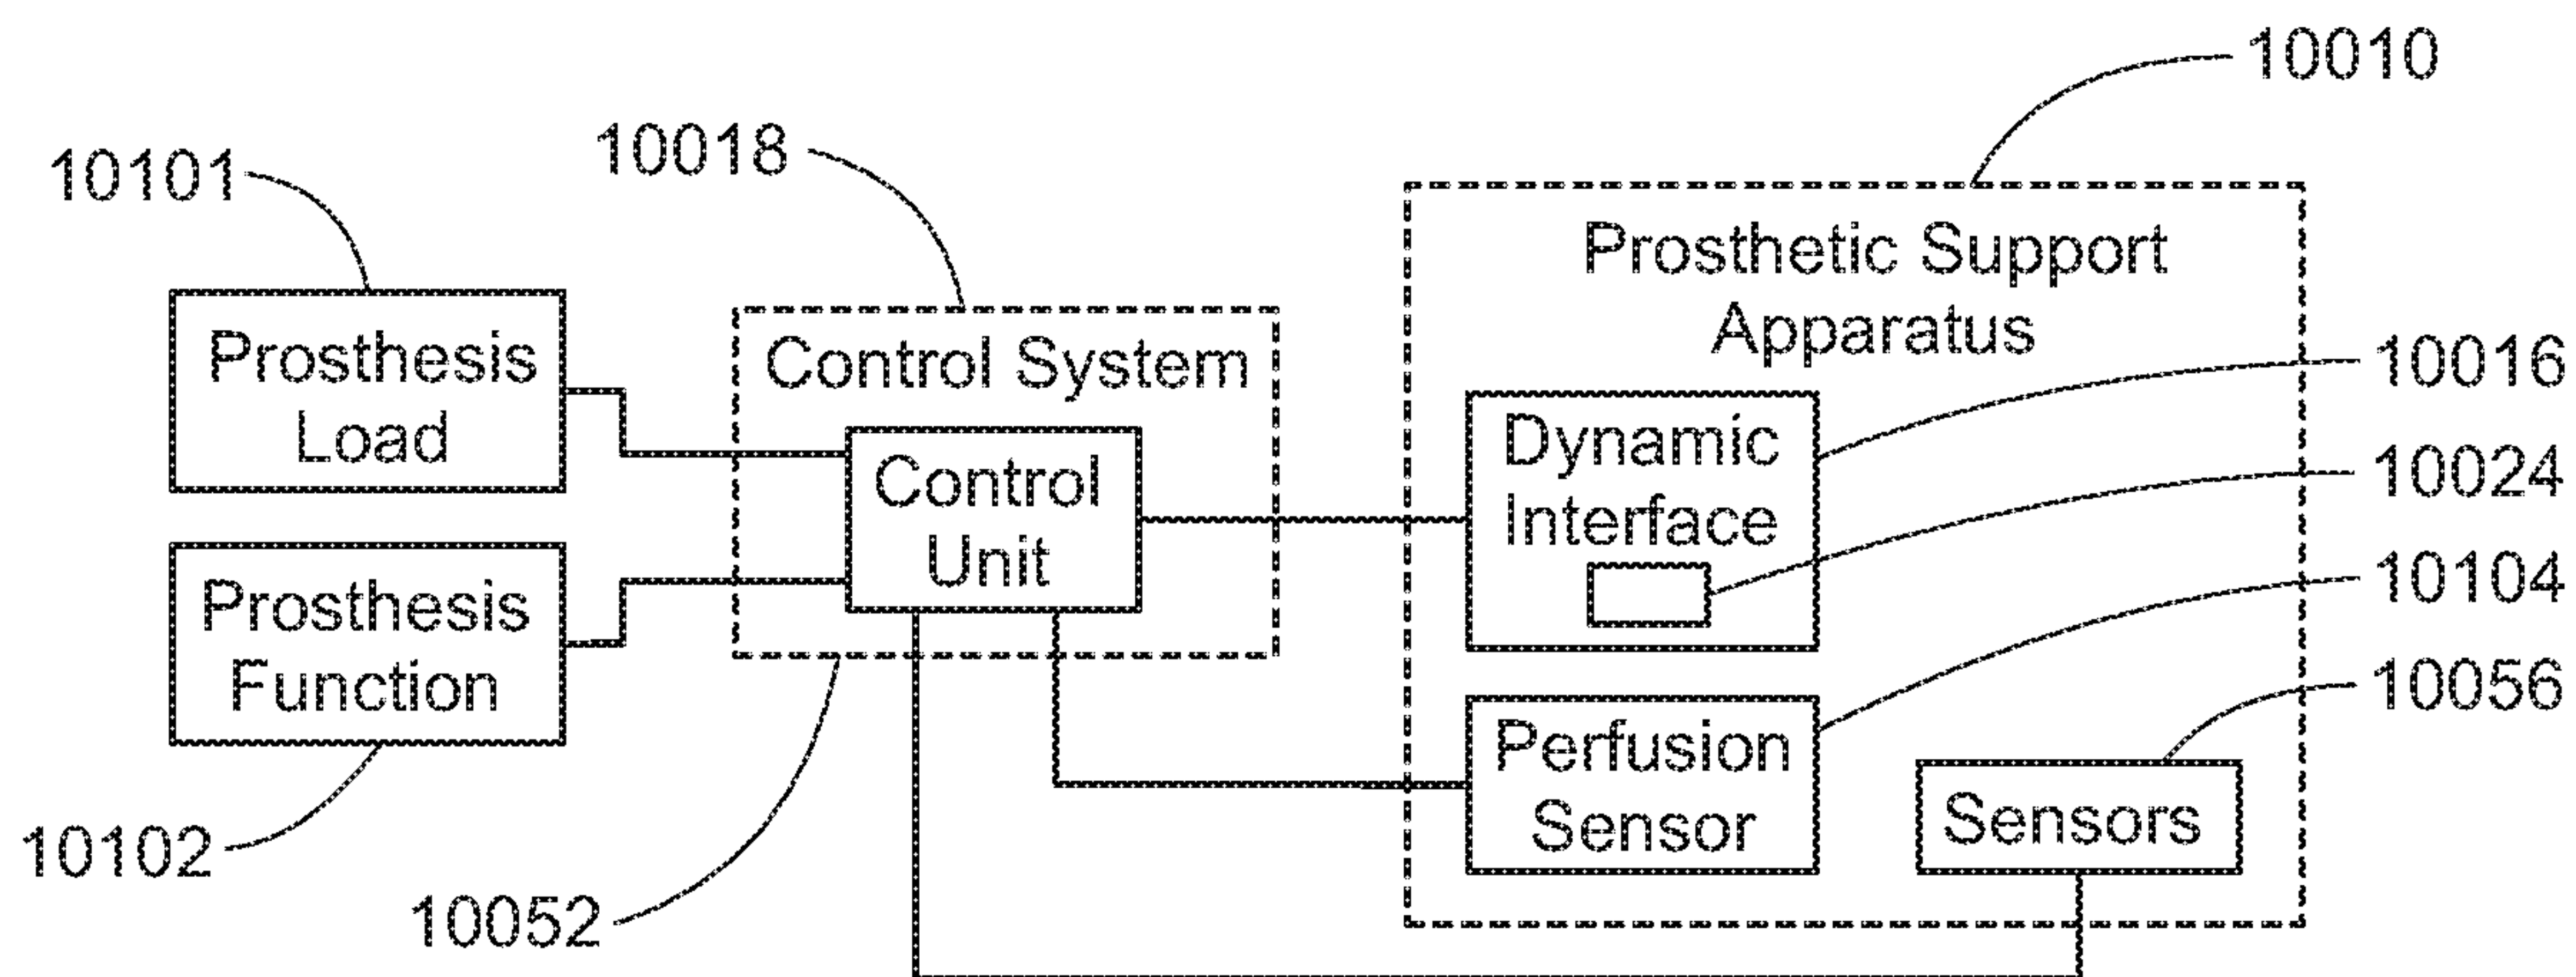 10010
10018
10101
Prosthetic Support
Apparatus
Prosthesis
Load
Control System
10016
Dynamic
Interface
10024
Control
Unit
10104
Prosthesis
Function
10056
Perfusion
Sensor
Sensors
10102
10052